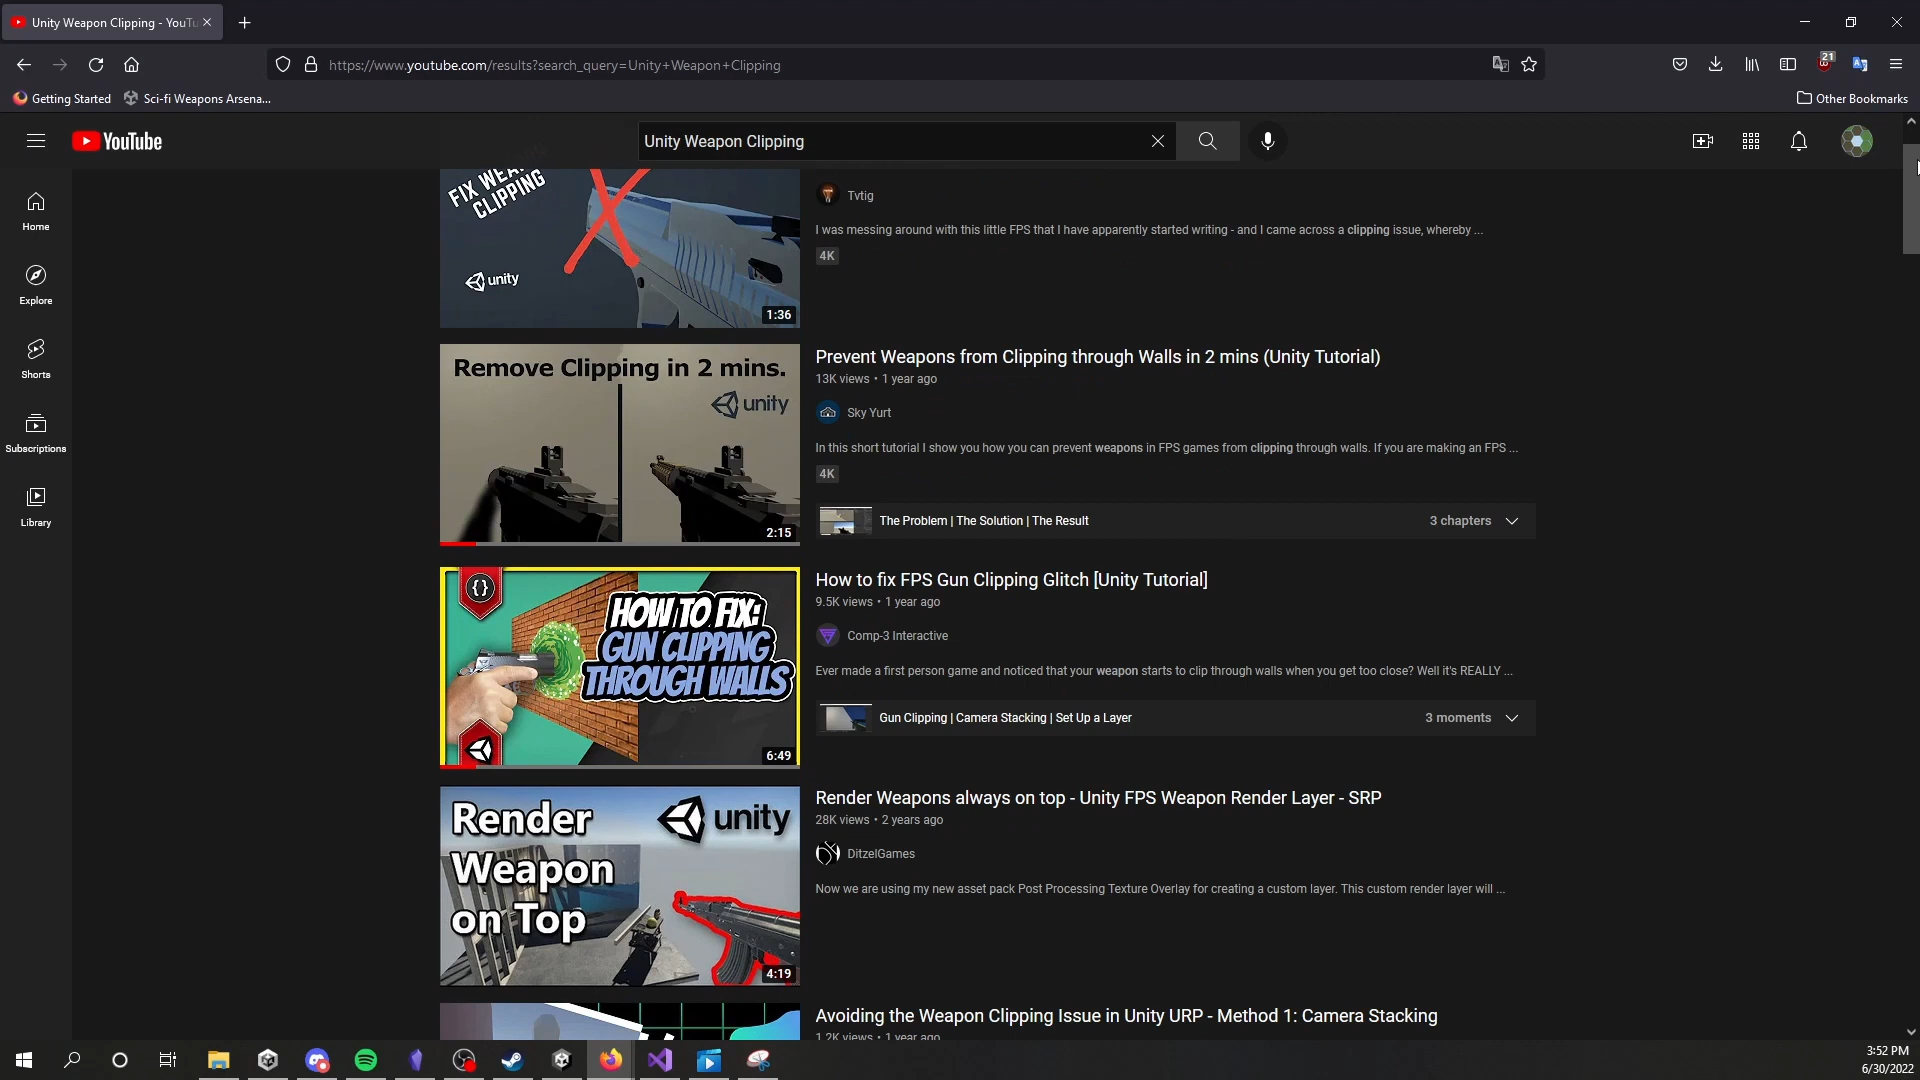 Unity Weapon Clipping - YouTu
https://www.youtube.com/results?search_query=Unity+Weapon+Clipping
21
Getting Started
Sci-fi Weapons Arsena...
Other Bookmarks
YouTube
Unity Weapon Clipping
Home
Explore
Shorts
Subscriptions
Library
FIX WEA
CLIPPING
unity
1:36
Tvtig
I was messing around with this little FPS that I have apparently started writing - and I came across a clipping issue, whereby ...
4K
Remove Clipping in 2 mins.
unity
2:15
Prevent Weapons from Clipping through Walls in 2 mins (Unity Tutorial)
13K views • 1 year ago
Sky Yurt
In this short tutorial I show you how you can prevent weapons in FPS games from clipping through walls. If you are making an FPS ...
4K
The Problem | The Solution | The Result
3 chapters
{}
HOW TO FIX:
GUN CLIPPING
THROUGH WALLS
6:49
How to fix FPS Gun Clipping Glitch [Unity Tutorial]
9.5K views • 1 year ago
Comp-3 Interactive
Ever made a first person game and noticed that your weapon starts to clip through walls when you get too close? Well it's REALLY ...
Gun Clipping | Camera Stacking | Set Up a Layer
3 moments
Render
Weapon
on Top
unity
4:19
Render Weapons always on top - Unity FPS Weapon Render Layer - SRP
28K views • 2 years ago
DitzelGames
Now we are using my new asset pack Post Processing Texture Overlay for creating a custom layer. This custom render layer will ...
Avoiding the Weapon Clipping Issue in Unity URP - Method 1: Camera Stacking
1.2K views • 1 year ago
3:52 PM
6/30/2022